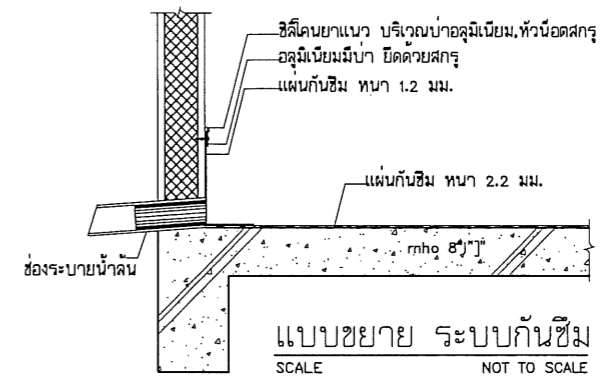 ซิลิโคนยาแนว บริเวณบ่าอลูมิเนียม,หัวน็อตสกรู
อลูมิเนียมมีบ่า ยึดด้วยสกรู
แผ่นกันซึม หนา 1.2 มม.
แผ่นกันซึม หนา 2.2 มม.
rnho 8"j"]"
ช่องระบายน้ำล้น
แบบขยาย ระบบกันซึม
SCALE NOT TO SCALE